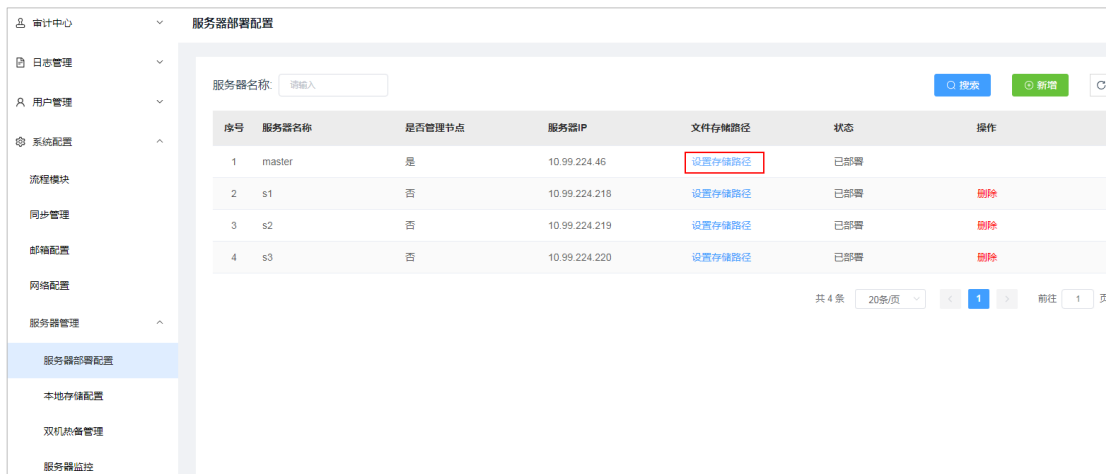 审计中心
日志管理
用户管理
系统配置
流程模块
同步管理
邮箱配置
网络配置
服务器管理
服务器部署配置
本地存储配置
双机热备管理
服务器监控
服务器部署配置
服务器名称: 请输入 搜索 新增
序号 服务器名称 是否管理节点 服务器IP 文件存储路径 状态 操作
1 master 是 10.99.224.46 设置存储路径 已部署
2 s1 否 10.99.224.218 设置存储路径 已部署 删除
3 s2 否 10.99.224.219 设置存储路径 已部署 删除
4 s3 否 10.99.224.220 设置存储路径 已部署 删除
共 4 条 20条/页 1 前往 1 页